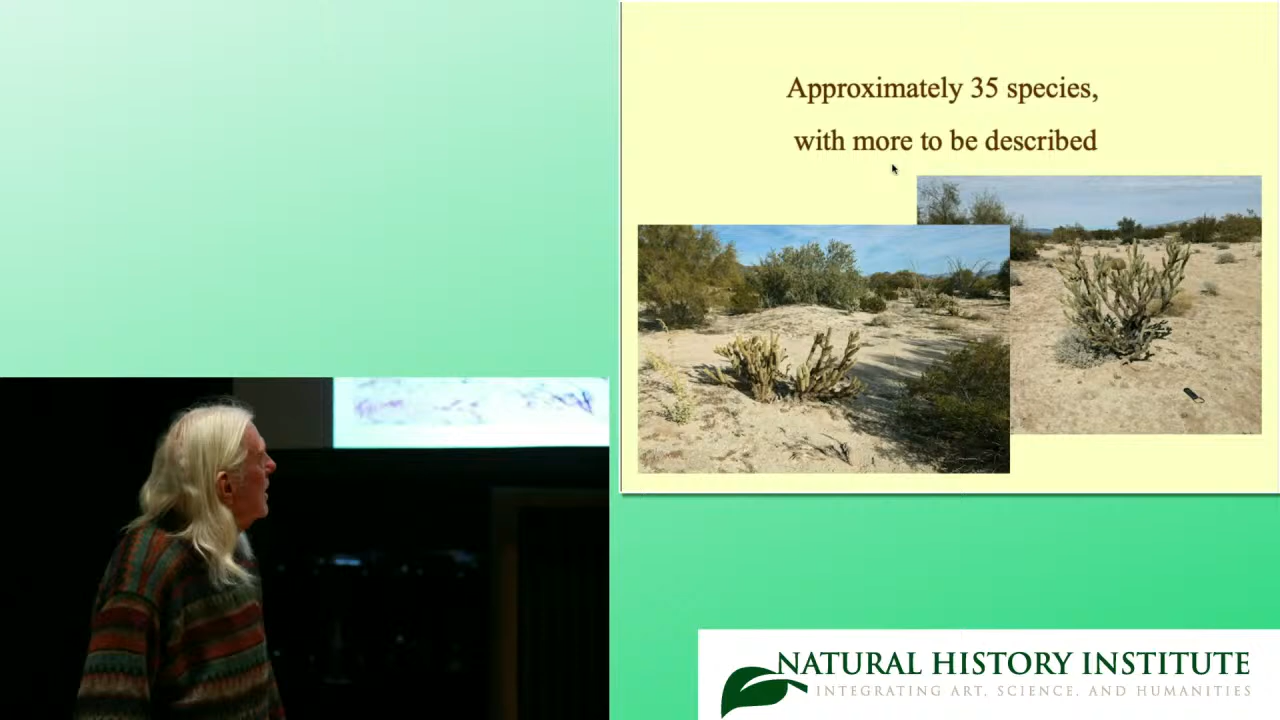 Approximately 35 species,
with more to be described
NATURAL HISTORY INSTITUTE
INTEGRATING ART, SCIENCE, AND HUMANITIES